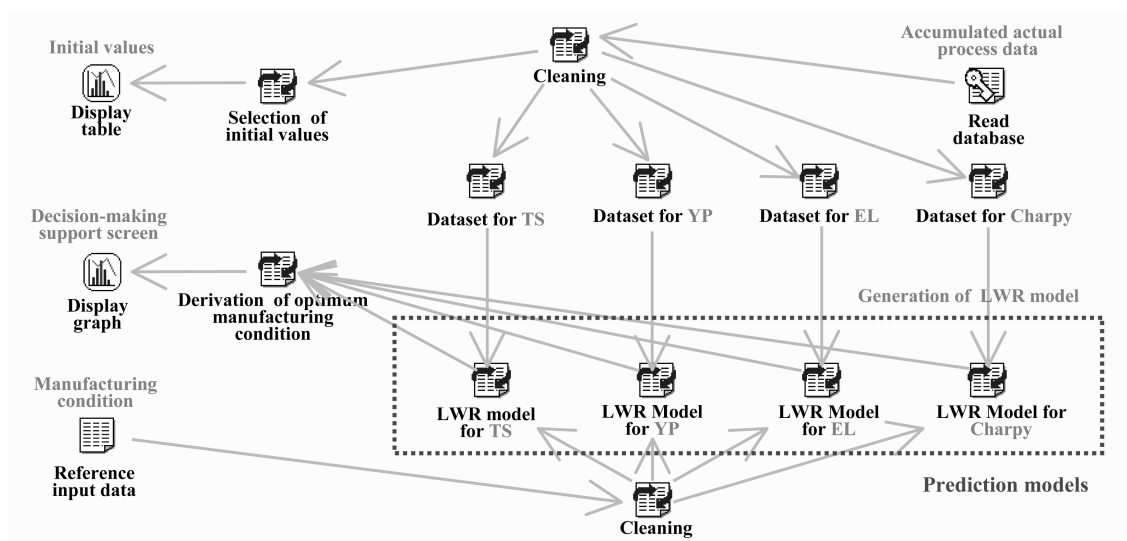 Initial values
Display
table
Selection of
initial values
Cleaning
Accumulated actual
process data
Read
database
Dataset for TS
Dataset for YP
Dataset for EL
Dataset for Charpy
Decision-making
support screen
Display
graph
Derivation of optimum
manufacturing
condition
Generation of LWR model
Manufacturing
condition
Reference
input data
LWR model
for TS
LWR Model
for YP
LWR Model
for EL
LWR Model for
Charpy
Prediction models
Cleaning